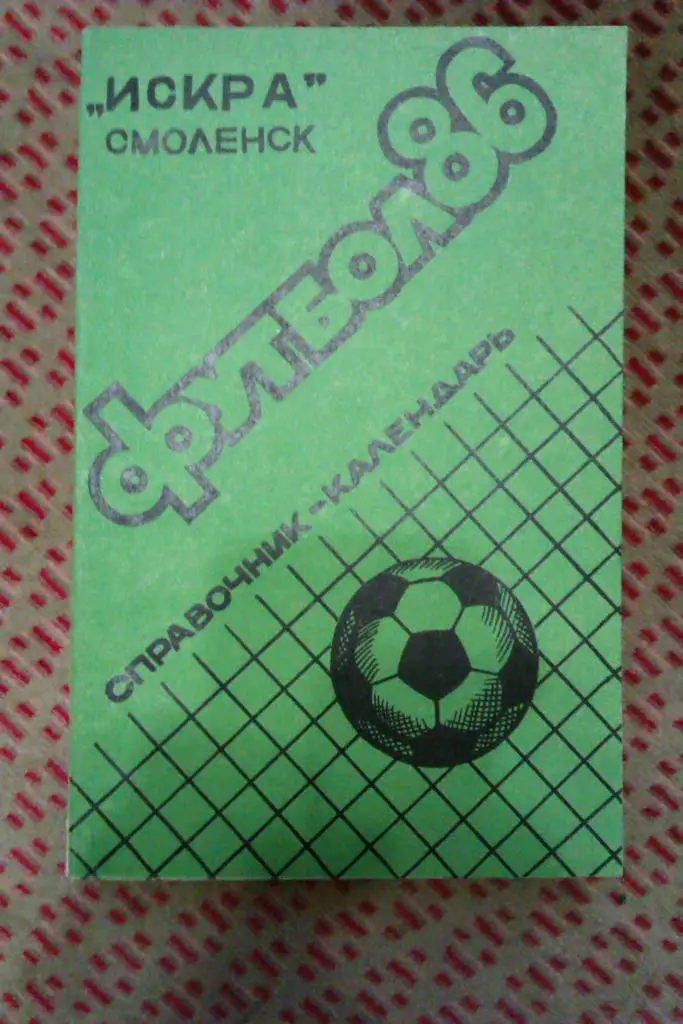 „ИСКРА”
СМОЛЕНСК
ФУТБОЛ 86
СПРАВОЧНИК-КАЛЕНДАРЬ